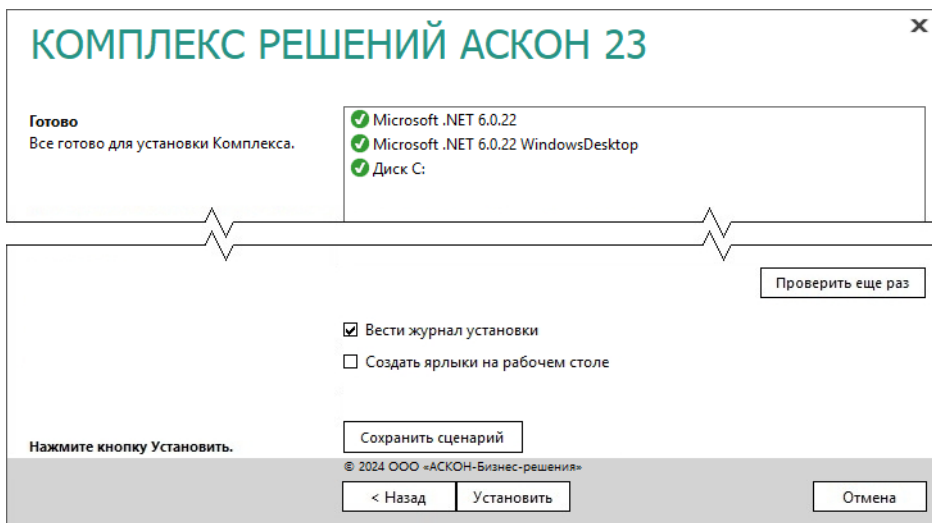 КОМПЛЕКС РЕШЕНИЙ АСКОН 23
Готово
Все готово для установки Комплекса.
Microsoft .NET 6.0.22
Microsoft .NET 6.0.22 WindowsDesktop
Диск C:
Проверить еще раз
Вести журнал установки
Создать ярлыки на рабочем столе
Сохранить сценарий
Нажмите кнопку Установить.
© 2024 ООО «АСКОН-Бизнес-решения»
< Назад
Установить
Отмена